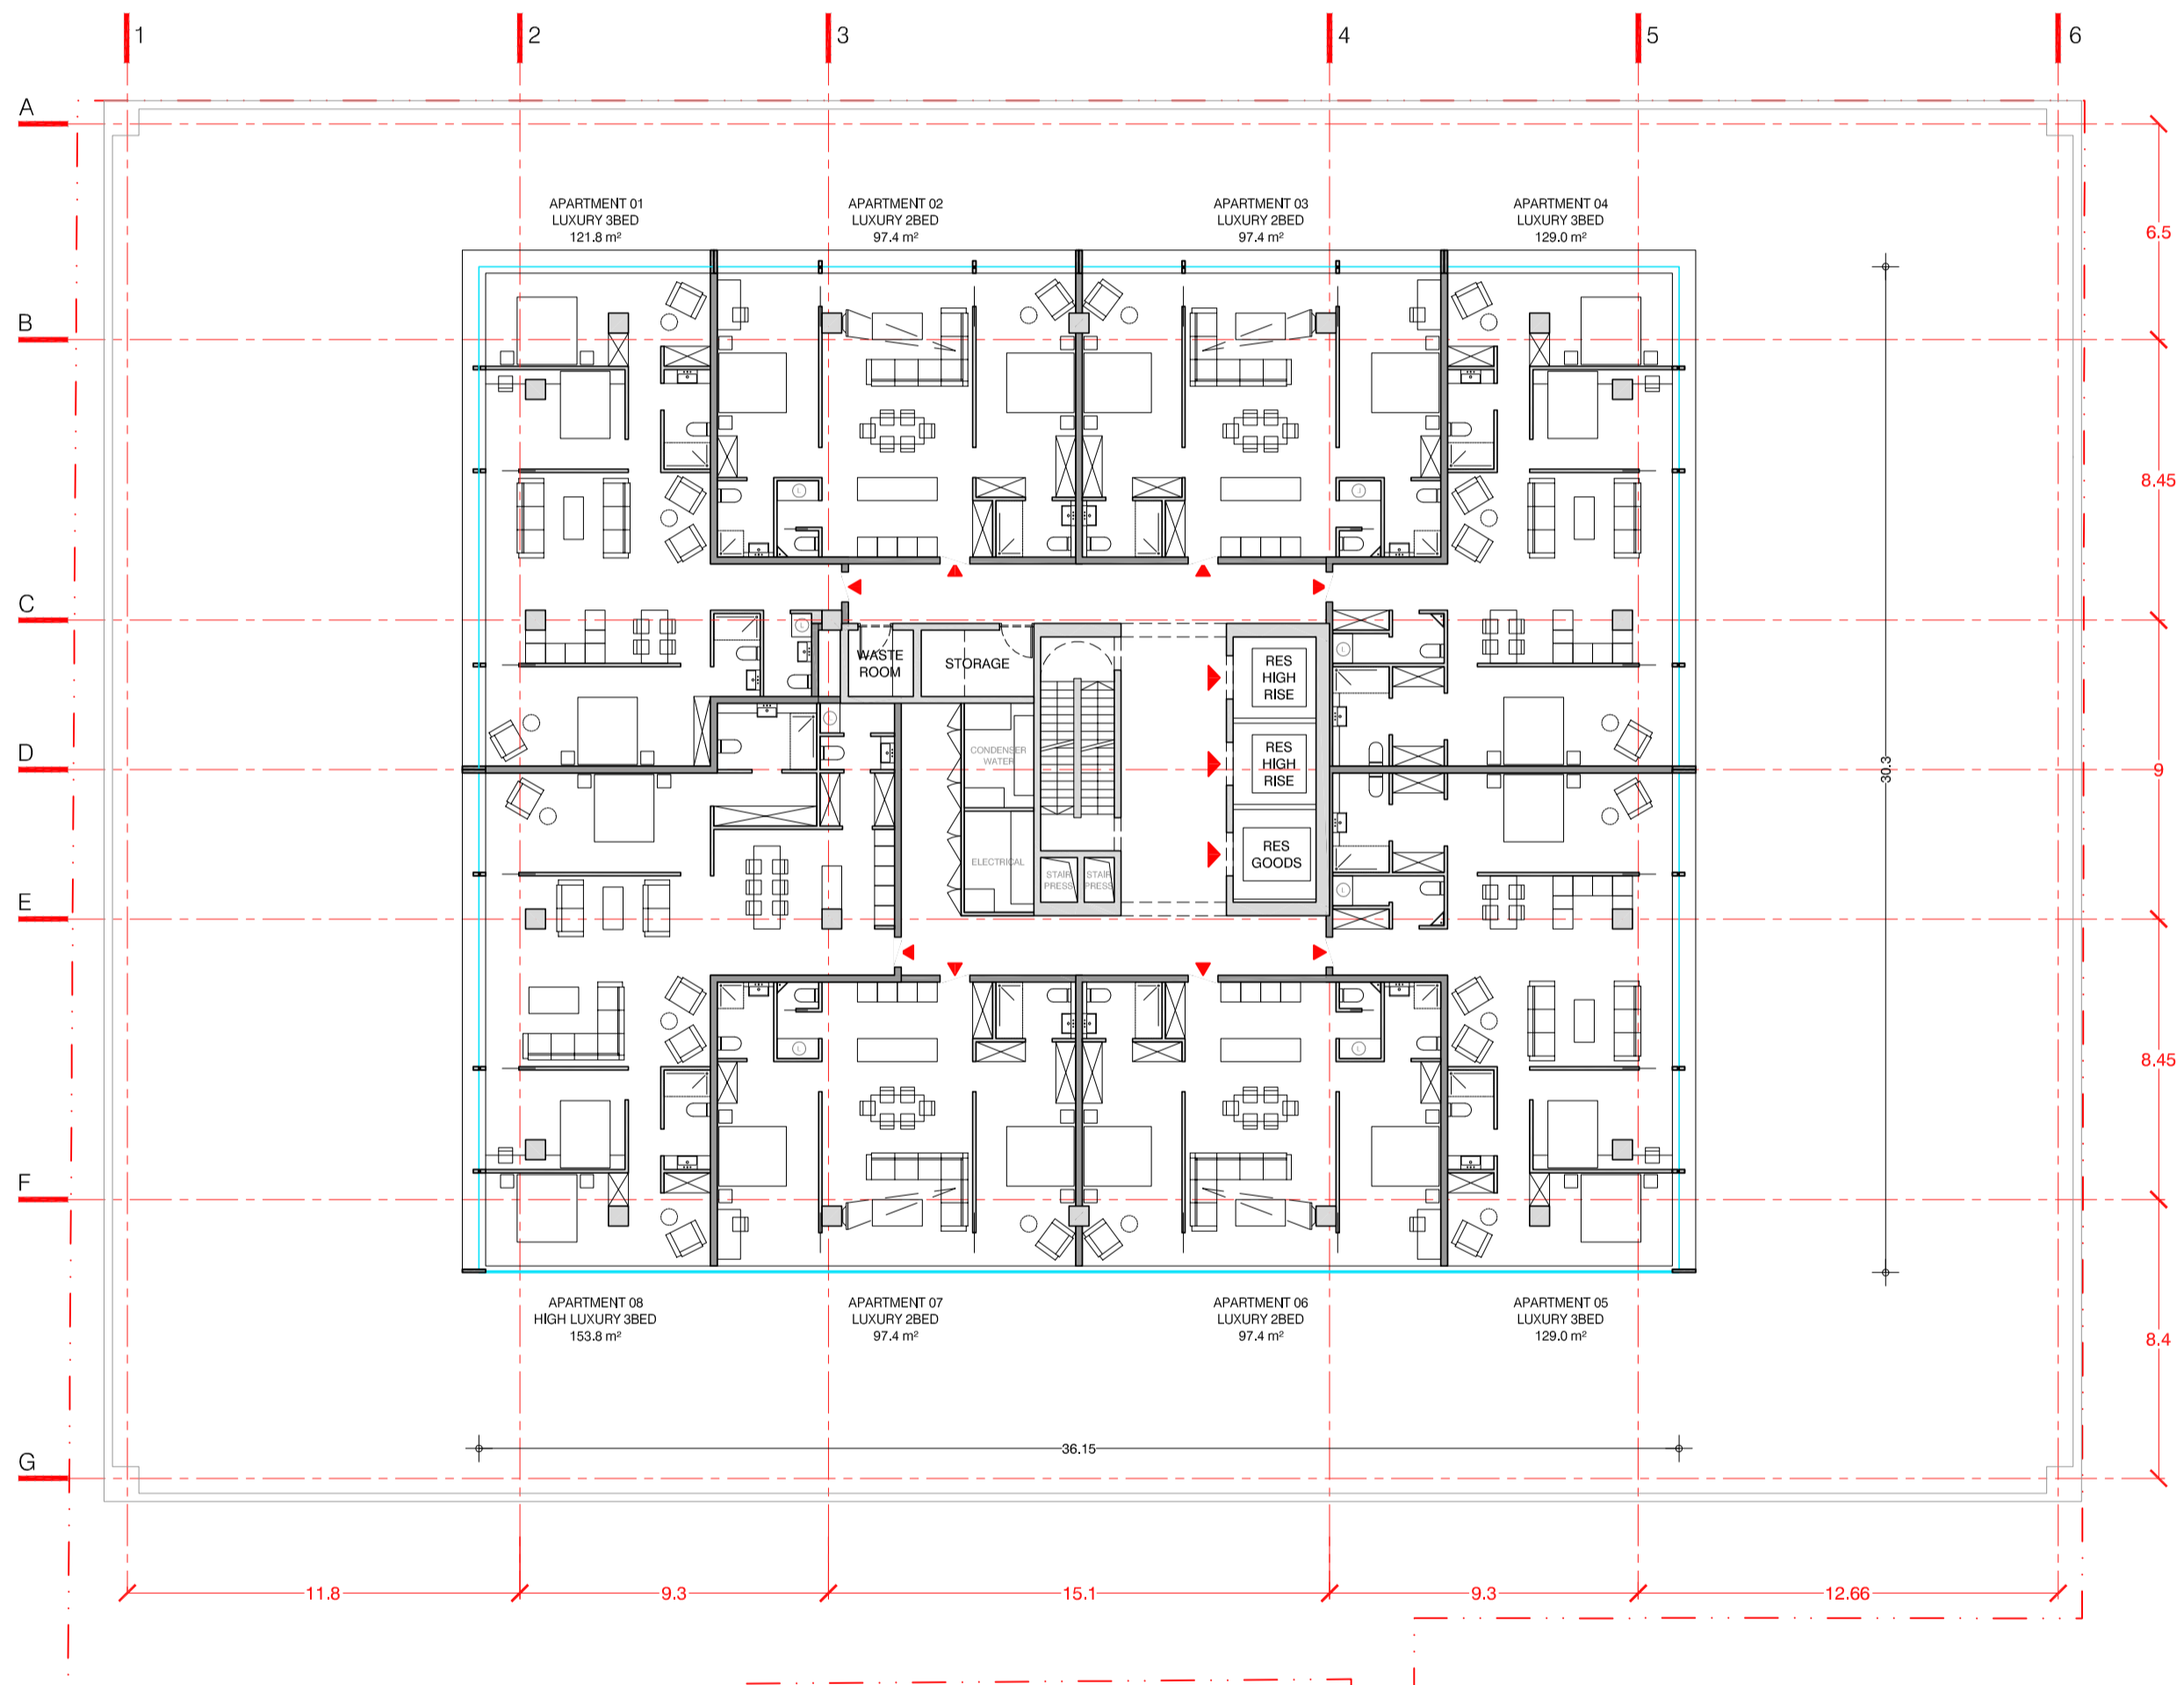 1
2
3
4
5
6
A
B
C
D
E
F
G
APARTMENT 01
LUXURY 3BED
121.8 m²
APARTMENT 02
LUXURY 2BED
97.4 m²
APARTMENT 03
LUXURY 2BED
97.4 m²
APARTMENT 04
LUXURY 3BED
129.0 m²
6.5
8.45
9
8.45
8.4
30.3
WASTE
ROOM
STORAGE
RES
HIGH
RISE
RES
HIGH
RISE
RES
GOODS
CONDENSER
WATER
ELECTRICAL
STAIR
PRESS
STAIR
PRESS
L
L
L
L
L
L
L
L
APARTMENT 08
HIGH LUXURY 3BED
153.8 m²
APARTMENT 07
LUXURY 2BED
97.4 m²
APARTMENT 06
LUXURY 2BED
97.4 m²
APARTMENT 05
LUXURY 3BED
129.0 m²
36.15
11.8
9.3
15.1
9.3
12.66